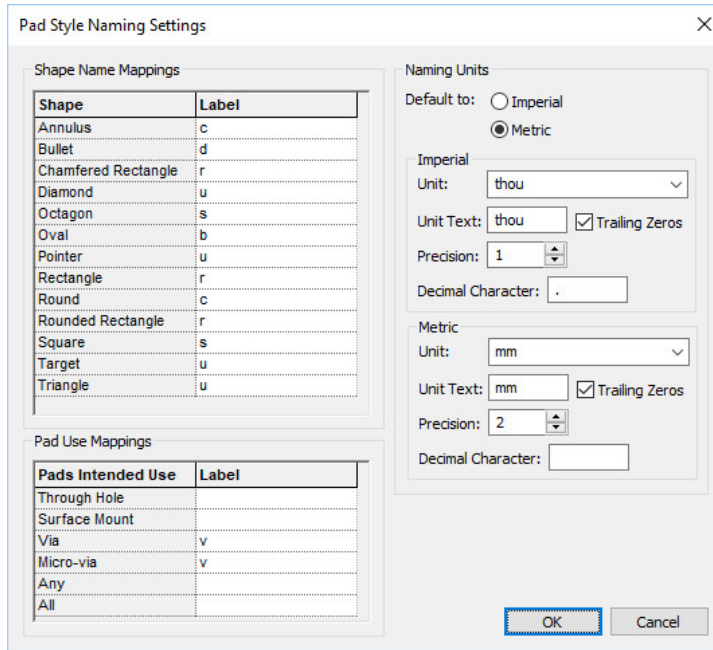 Pad Style Naming Settings
Shape Name Mappings
Shape Label
Annulus c
Bullet d
Chamfered Rectangle r
Diamond u
Octagon s
Oval b
Pointer u
Rectangle r
Round c
Rounded Rectangle r
Square s
Target u
Triangle u
Pad Use Mappings
Pads Intended Use Label
Through Hole
Surface Mount
Via v
Micro-via v
Any
All
Naming Units
Default to: Imperial
Metric
Imperial
Unit: thou
Unit Text: thou Trailing Zeros
Precision: 1
Decimal Character: .
Metric
Unit: mm
Unit Text: mm Trailing Zeros
Precision: 2
Decimal Character:
OK Cancel